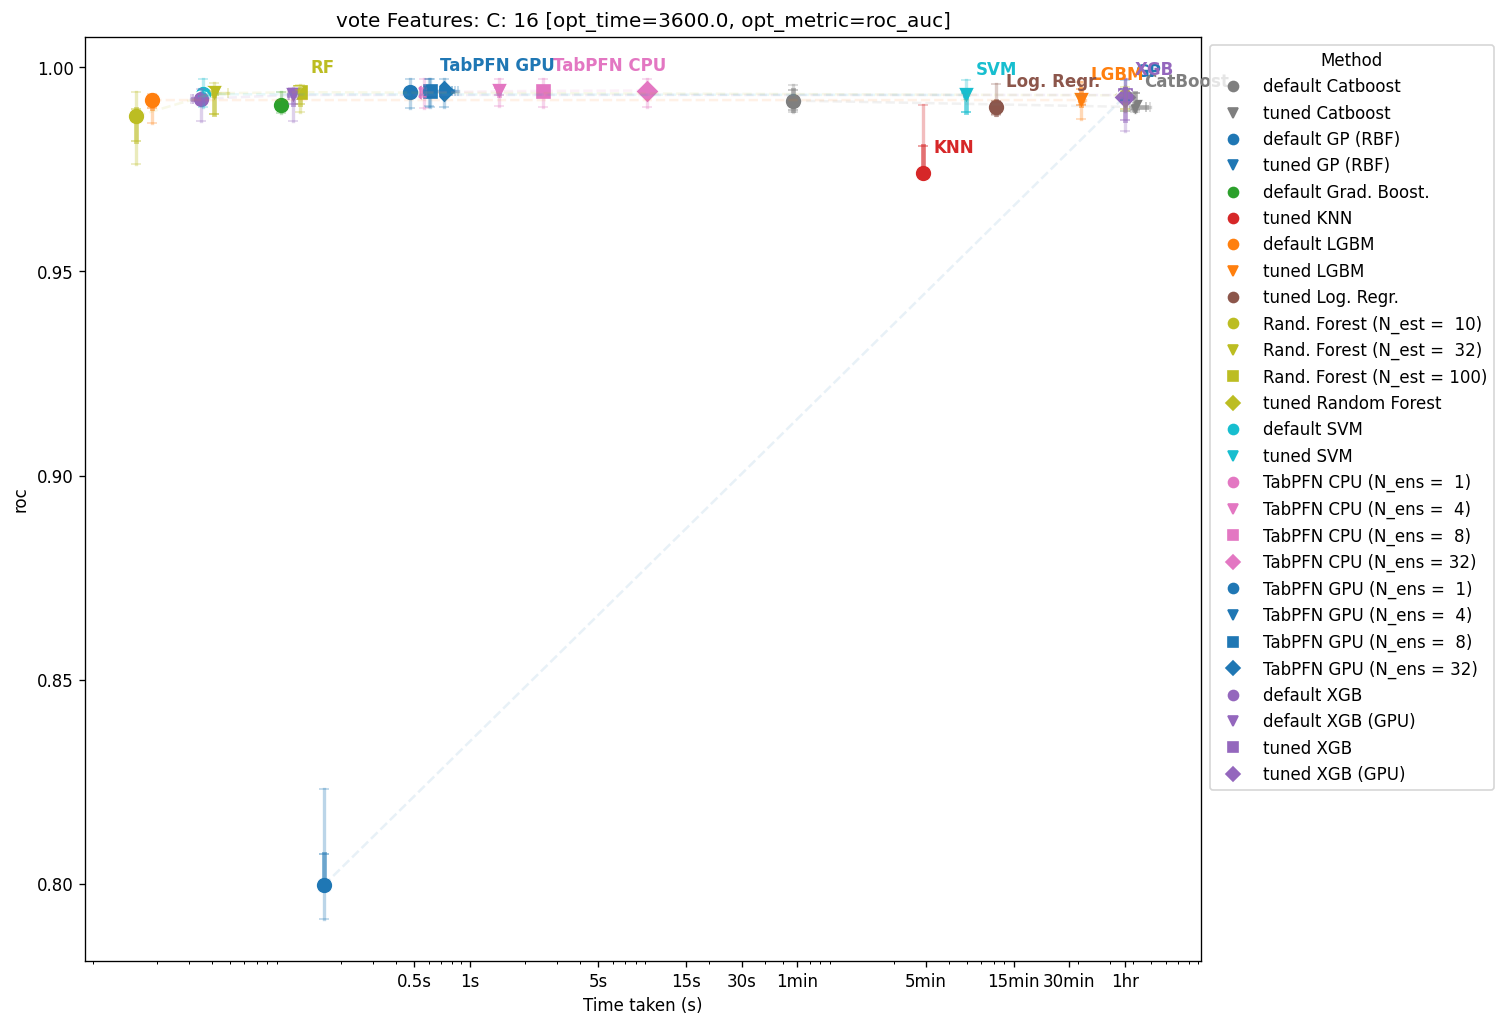 vote Features: C: 16 [opt_time=3600.0, opt_metric=roc_auc]
1.00
0.95
0.90
0.85
0.80
roc
RF
TabPFN GPU
TabPFN CPU
SVM
Log. Regr.
LGBM
XGB
CatBoost
KNN
0.5s
1s
5s
15s
30s
1min
5min
15min
30min
1hr
Time taken (s)
Method
default Catboost
tuned Catboost
default GP (RBF)
tuned GP (RBF)
default Grad. Boost.
tuned KNN
default LGBM
tuned LGBM
tuned Log. Regr.
Rand. Forest (N_est =  10)
Rand. Forest (N_est =  32)
Rand. Forest (N_est = 100)
tuned Random Forest
default SVM
tuned SVM
TabPFN CPU (N_ens =  1)
TabPFN CPU (N_ens =  4)
TabPFN CPU (N_ens =  8)
TabPFN CPU (N_ens = 32)
TabPFN GPU (N_ens =  1)
TabPFN GPU (N_ens =  4)
TabPFN GPU (N_ens =  8)
TabPFN GPU (N_ens = 32)
default XGB
default XGB (GPU)
tuned XGB
tuned XGB (GPU)